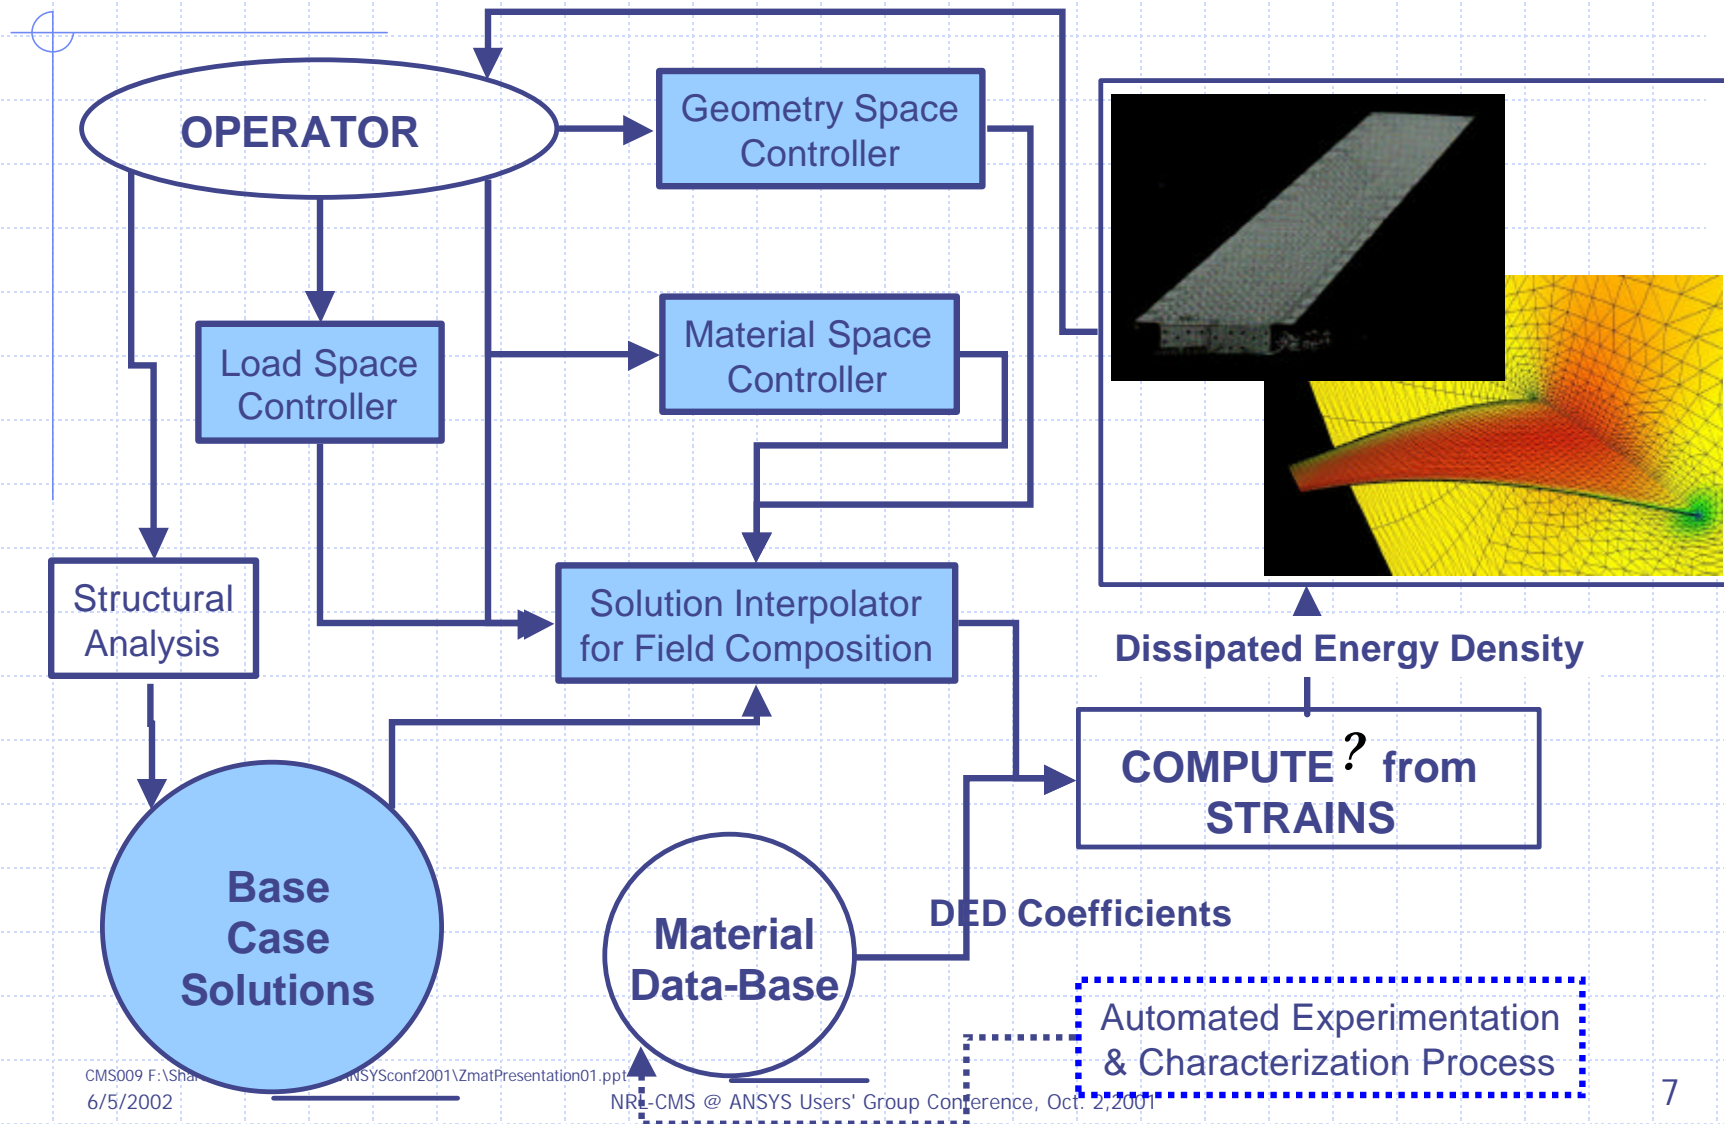 OPERATOR
Geometry Space
Controller
Load Space
Controller
Material Space
Controller
Structural
Analysis
Solution Interpolator
for Field Composition
Dissipated Energy Density
COMPUTE ? from
STRAINS
Base
Case
Solutions
Material
Data-Base
DED Coefficients
Automated Experimentation
& Characterization Process
CMS009 F:\ ANSYSconf2001\ZmatPresentation01.ppt
6/5/2002
NRL-CMS @ ANSYS Users' Group Conference, Oct. 2,2001
7